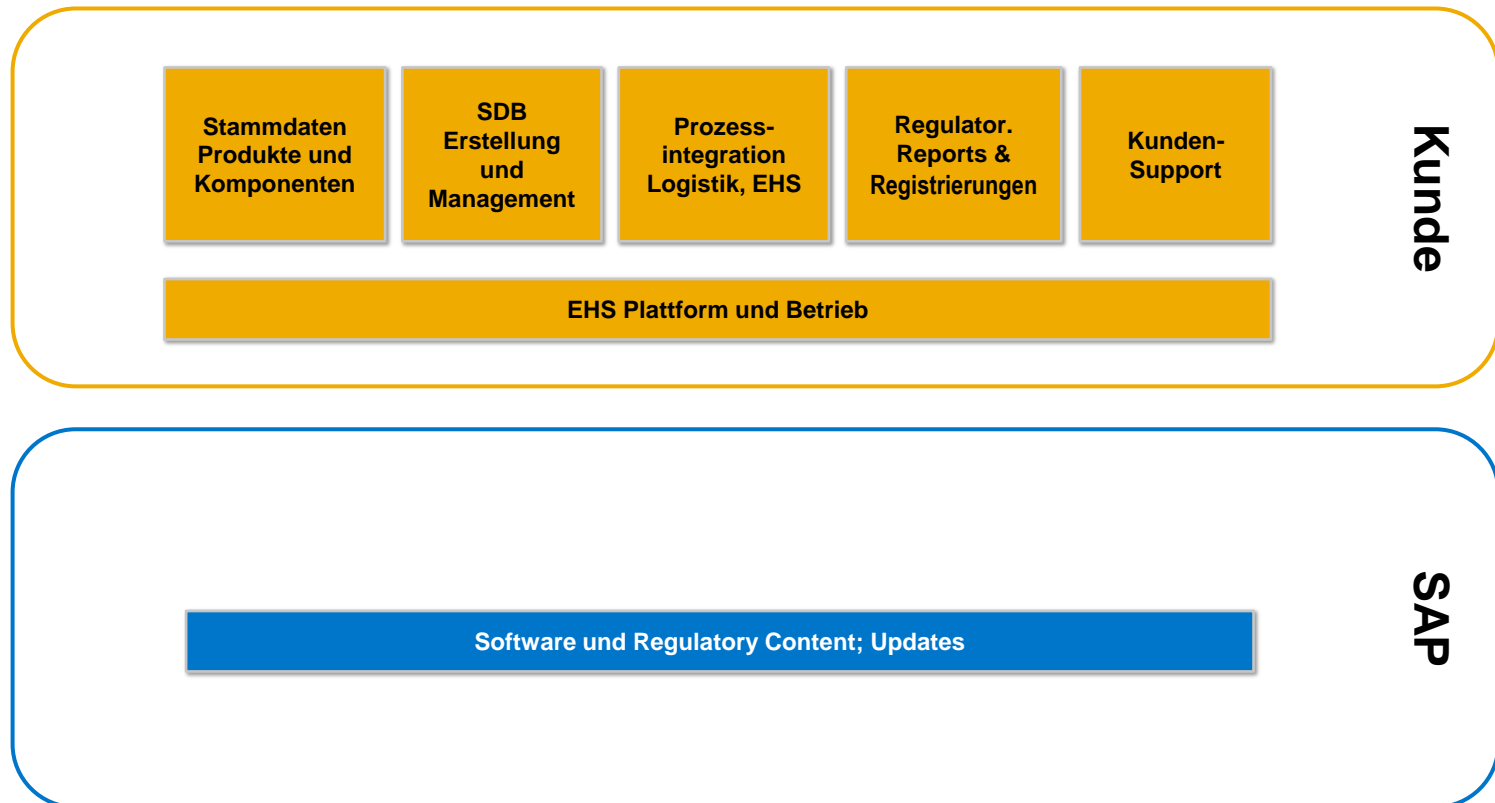 Stammdaten
Produkte und
Komponenten
SDB
Erstellung
und
Management
Prozess-
integration
Logistik, EHS
Regulator.
Reports &
Registrierungen
Kunden-
Support
EHS Plattform und Betrieb
Kunde
Software und Regulatory Content; Updates
SAP